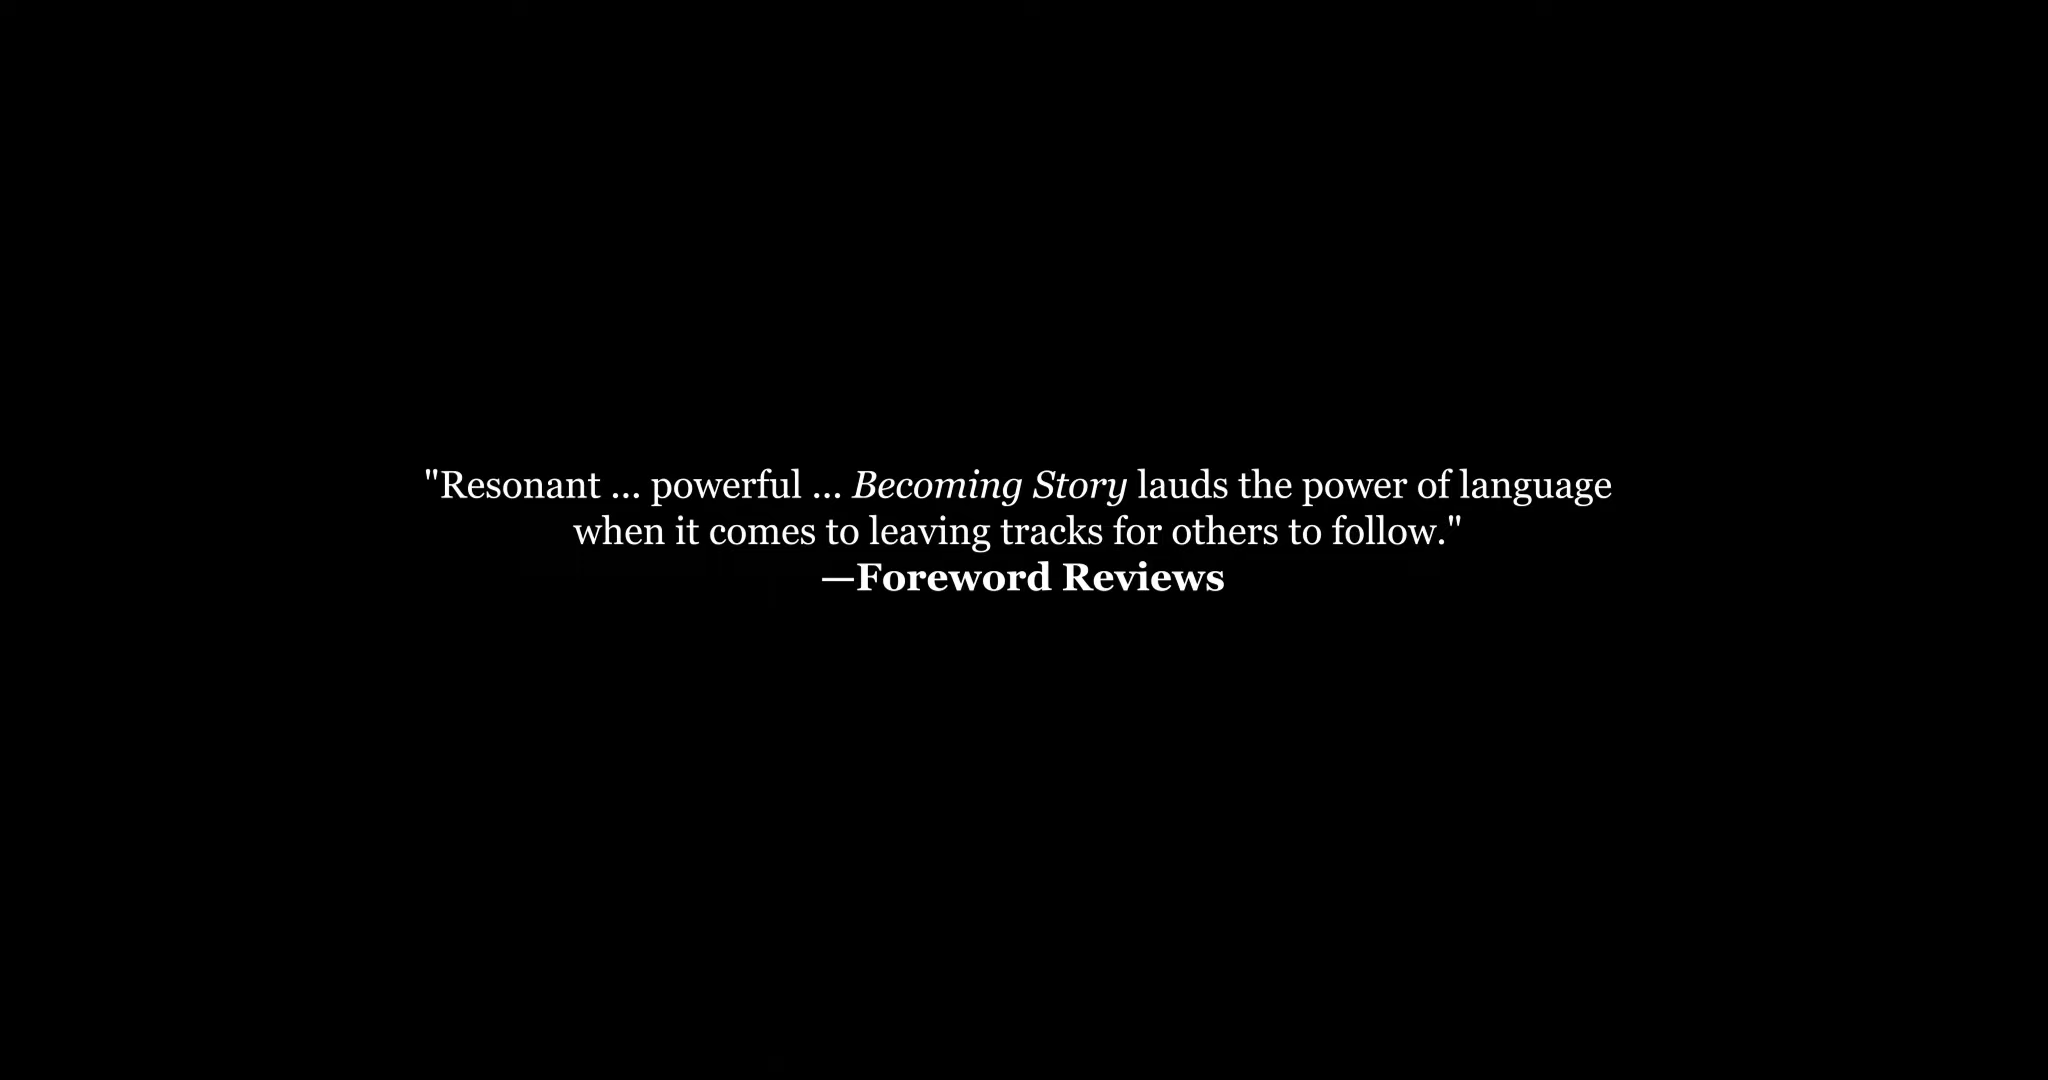 "Resonant ... powerful ... Becoming Story lauds the power of language
when it comes to leaving tracks for others to follow."
—Foreword Reviews